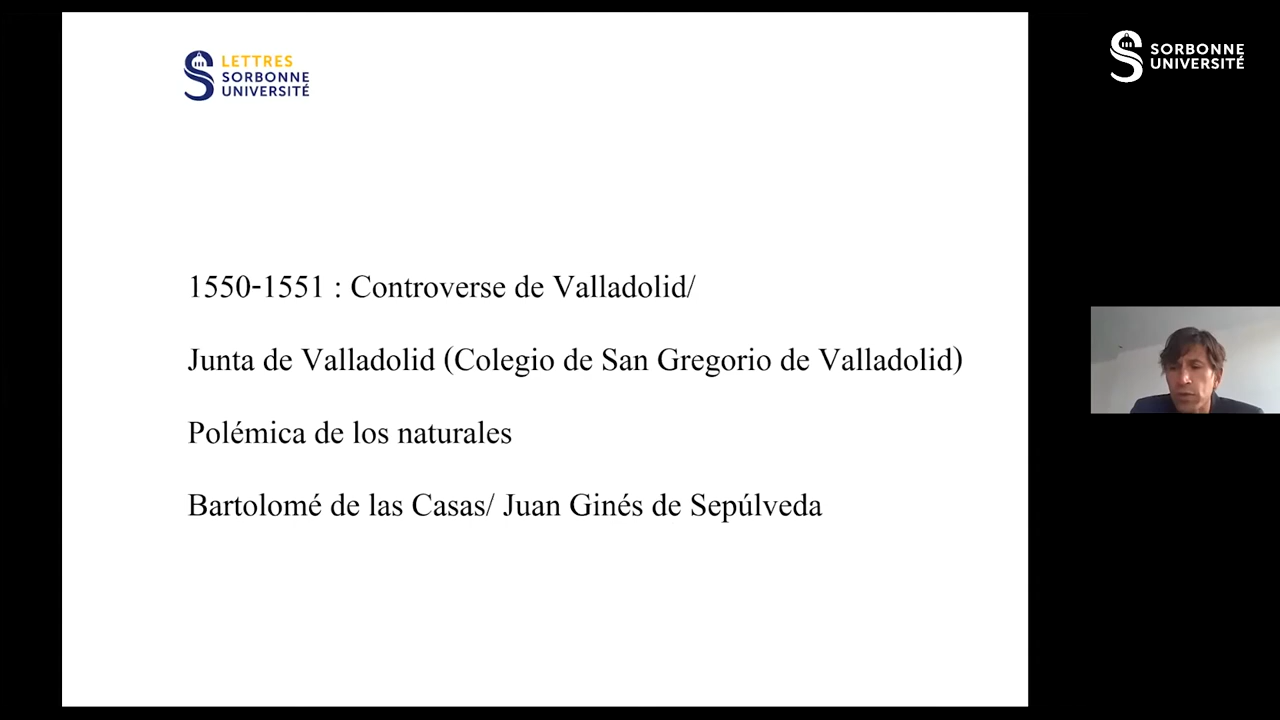 LETTRES
SORBONNE
UNIVERSITÉ
SORBONNE
UNIVERSITÉ
1550-1551 : Controverse de Valladolid/
Junta de Valladolid (Colegio de San Gregorio de Valladolid)
Polémica de los naturales
Bartolomé de las Casas/ Juan Ginés de Sepúlveda